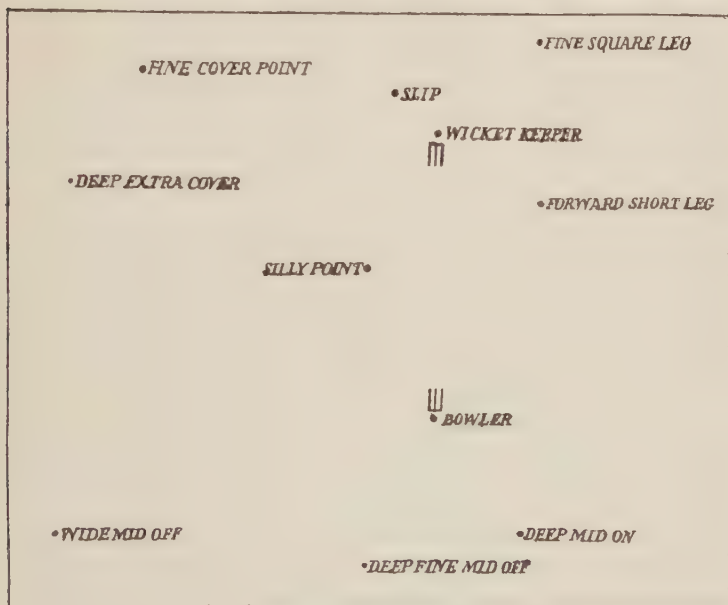 FINE SQUARE LEG
FINE COVER POINT
SLIP
WICKET KEEPER
DEEP EXTRA COVER
FORWARD SHORT LEG
SILLY POINT
BOWLER
WIDE MID OFF
DEEP MID ON
DEEP FINE MID OFF